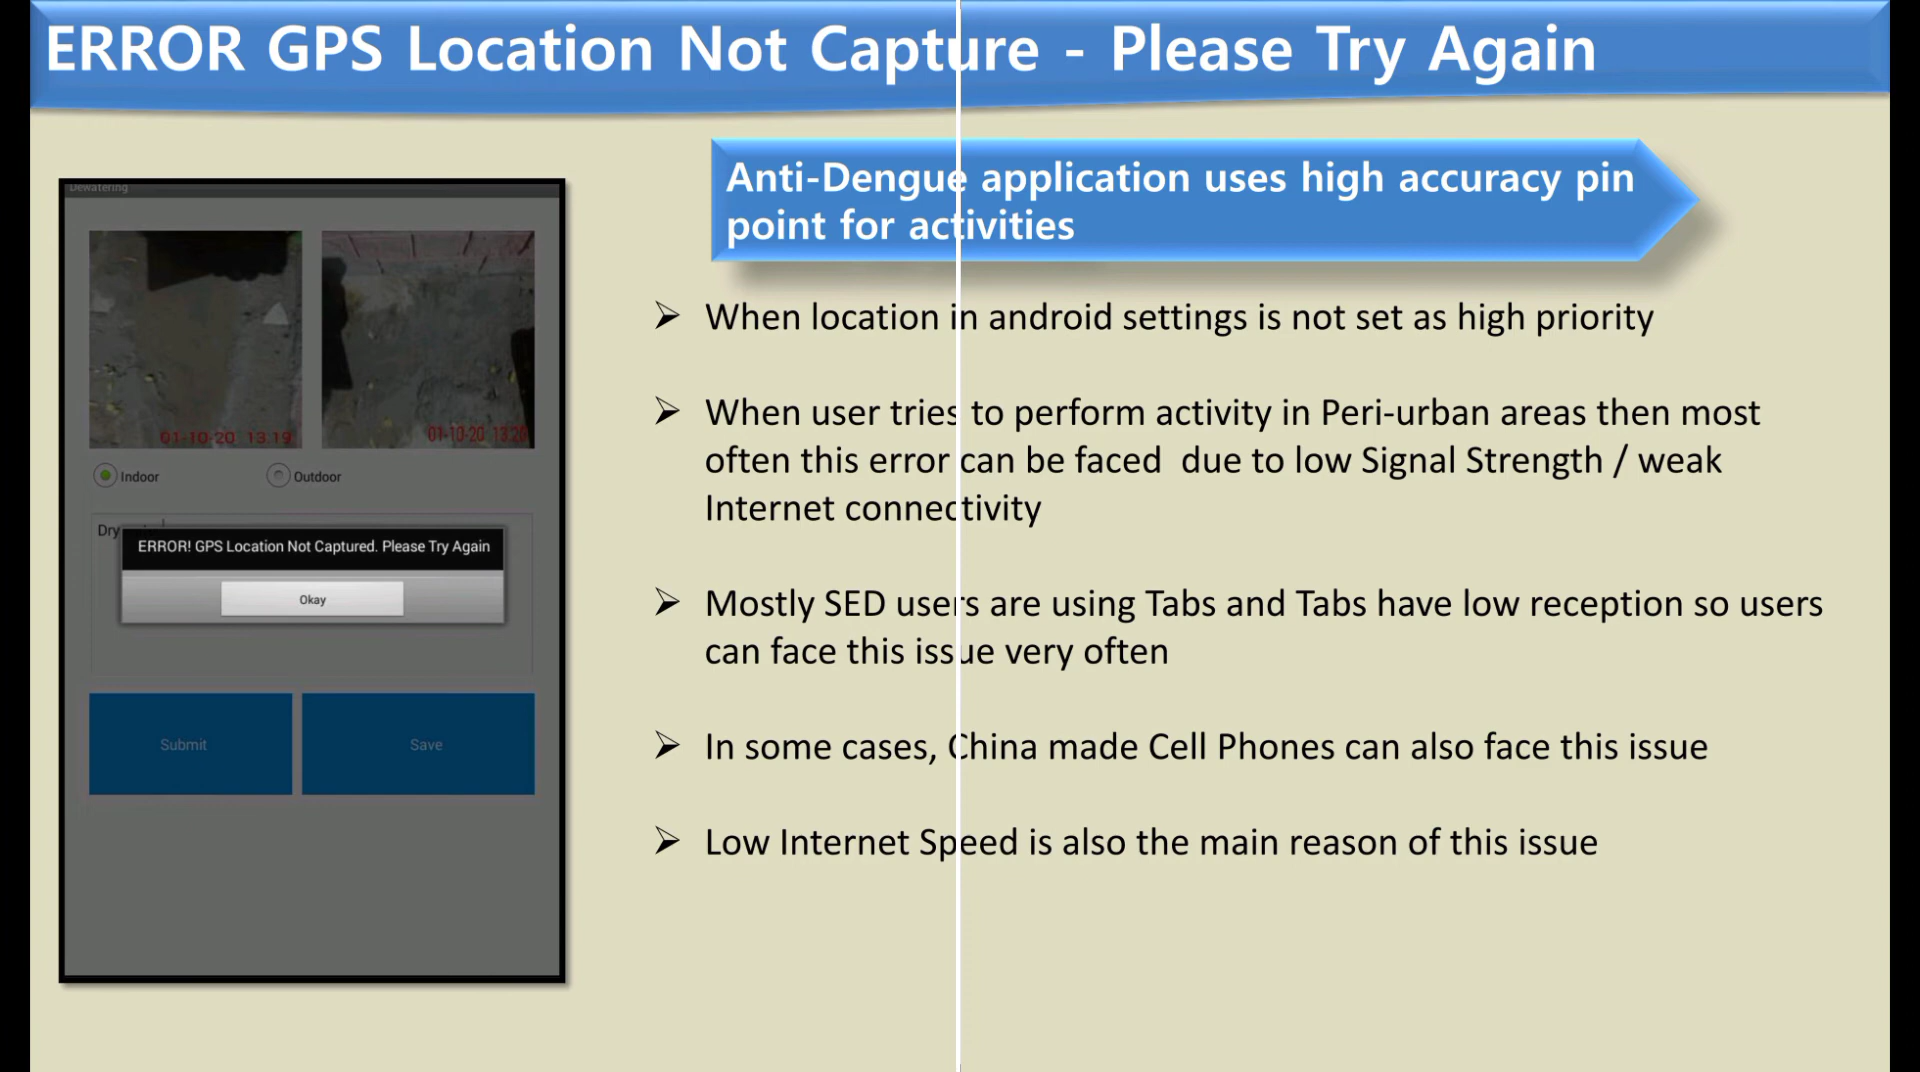 ERROR GPS Location Not Capture - Please Try Again
Anti-Dengue application uses high accuracy pin
point for activities
Dewatering
01-10-20 13:19
01-10-20 13:20
Indoor
Outdoor
Dry
ERROR! GPS Location Not Captured. Please Try Again
Okay
Submit
Save
➢ When location in android settings is not set as high priority
➢ When user tries to perform activity in Peri-urban areas then most
often this error can be faced due to low Signal Strength / weak
Internet connectivity
➢ Mostly SED users are using Tabs and Tabs have low reception so users
can face this issue very often
➢ In some cases, China made Cell Phones can also face this issue
➢ Low Internet Speed is also the main reason of this issue